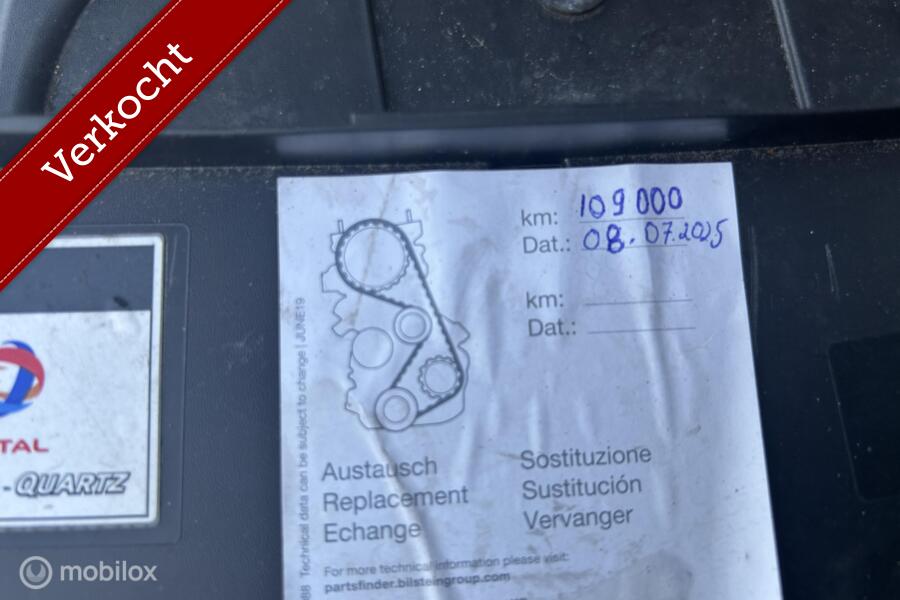 Verkocht
km: 109 000
Dat.: 08.07.2025
km:
Dat.:
Technical data can be subject to change | JUNE19
TOTAL
QUARTZ
Austausch
Replacement
Echange
Sostituzione
Sustitución
Vervanger
For more technical information please visit:
partsfinder.bilsteingroup.com
mobilox